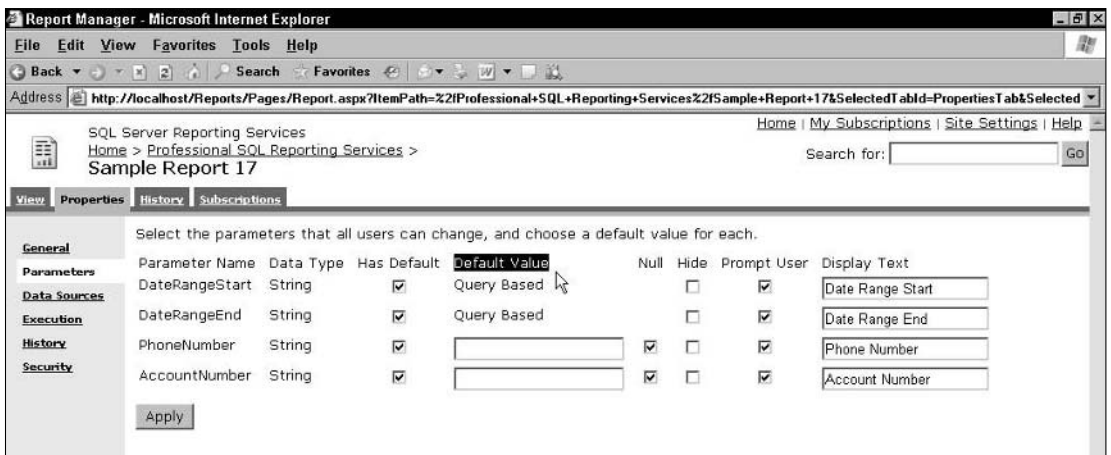 Report Manager - Microsoft Internet Explorer
File Edit View Favorites Tools Help
Back Search Favorites
Address http://localhost/Reports/Pages/Report.aspx?ItemPath=%2fProfessional+SQL+Reporting+Services%2fSample+Report+17&SelectedTabId=PropertiesTab&Selected
Home | My Subscriptions | Site Settings | Help
SQL Server Reporting Services
Home > Professional SQL Reporting Services >
Search for: Go
Sample Report 17
View Properties History Subscriptions
General
Parameters
Data Sources
Execution
History
Security
Select the parameters that all users can change, and choose a default value for each.
Parameter Name Data Type Has Default Default Value Null Hide Prompt User Display Text
DateRangeStart String Query Based Date Range Start
DateRangeEnd String Query Based Date Range End
PhoneNumber String Phone Number
AccountNumber String Account Number
Apply